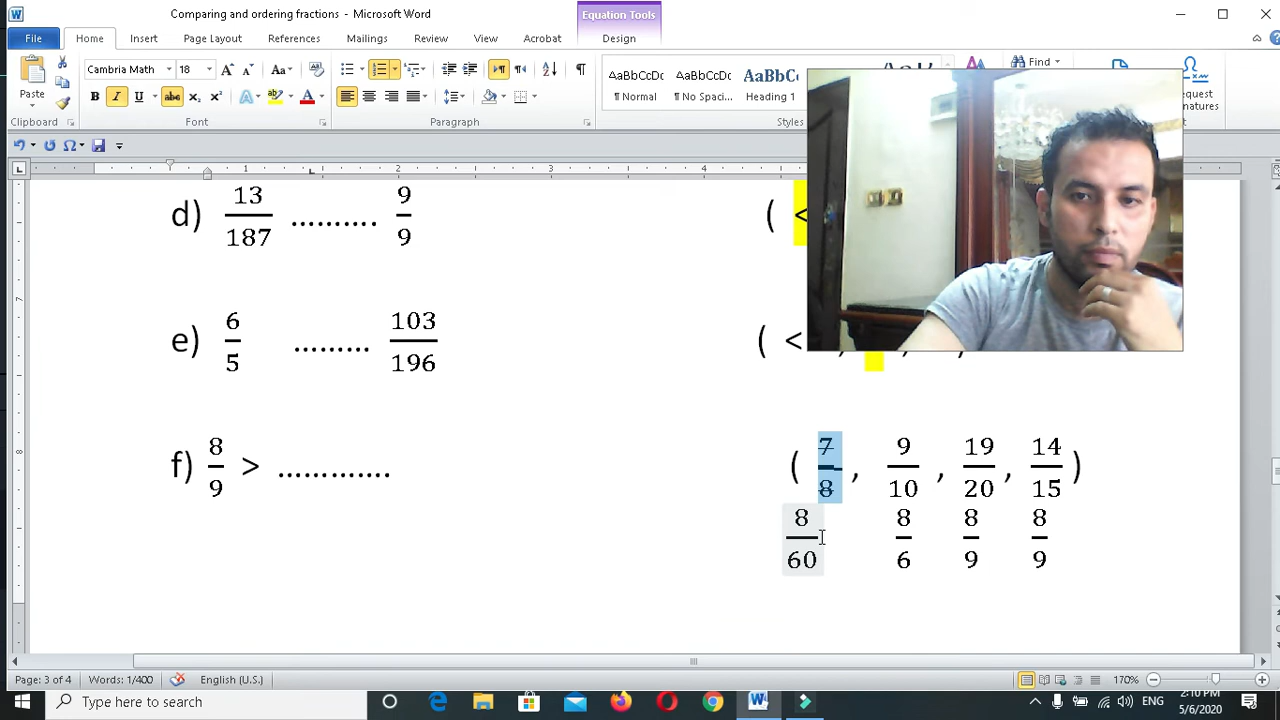 Comparing and ordering fractions - Microsoft Word
Equation Tools
File Home Insert Page Layout References Mailings Review View Acrobat Design
Cambria Math 18
Paste
B I U abc
AaBbCcDc AaBbCcDc AaBbC
¶ Normal ¶ No Spaci... Heading 1
Find
Clipboard Font Paragraph Styles
d) 13/187 .......... 9/9 ( <
e) 6/5 ......... 103/196 ( <
f) 8/9 > ............. ( 7/8 , 9/10 , 19/20 , 14/15 )
8/60 8/6 8/9 8/9
Page: 3 of 4 Words: 1/400 English (U.S.) 170%
Type here to search
ENG
2:10 PM
5/6/2020